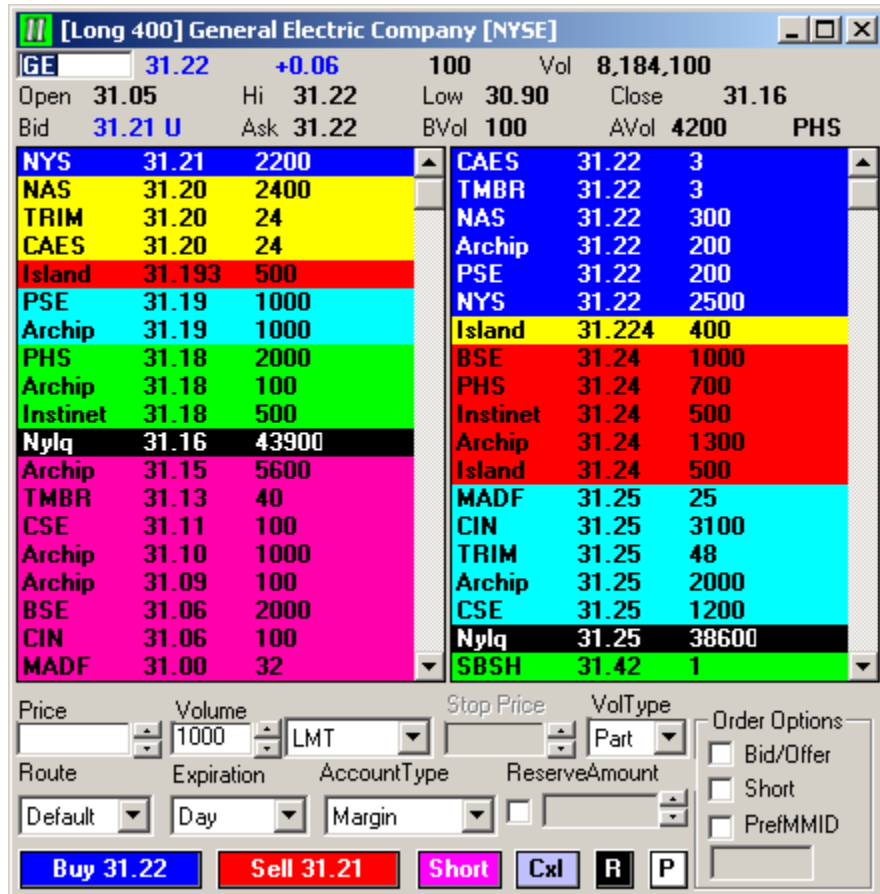 [Long 400] General Electric Company [NYSE]
GE 31.22 +0.06 100 Vol 8,184,100
Open 31.05 Hi 31.22 Low 30.90 Close 31.16
Bid 31.21 U Ask 31.22 BVol 100 AVol 4200 PHS
NYS 31.21 2200
NAS 31.20 2400
TRIM 31.20 24
CAES 31.20 24
Island 31.193 500
PSE 31.19 1000
Archip 31.19 1000
PHS 31.18 2000
Archip 31.18 100
Instinet 31.18 500
Nylq 31.16 43900
Archip 31.15 5600
TMBR 31.13 40
CSE 31.11 100
Archip 31.10 1000
Archip 31.09 100
BSE 31.06 2000
CIN 31.06 100
MADF 31.00 32
CAES 31.22 3
TMBR 31.22 3
NAS 31.22 300
Archip 31.22 200
PSE 31.22 200
NYS 31.22 2500
Island 31.224 400
BSE 31.24 1000
PHS 31.24 700
Instinet 31.24 500
Archip 31.24 1300
Island 31.24 500
MADF 31.25 25
CIN 31.25 3100
TRIM 31.25 48
Archip 31.25 2000
CSE 31.25 1200
Nylq 31.25 38600
SBSH 31.42 1
Price Volume Stop Price VolType
1000 LMT Part
Route Expiration AccountType ReserveAmount
Default Day Margin
Order Options
Bid/Offer
Short
PrefMMID
Buy 31.22 Sell 31.21 Short Cxl R P